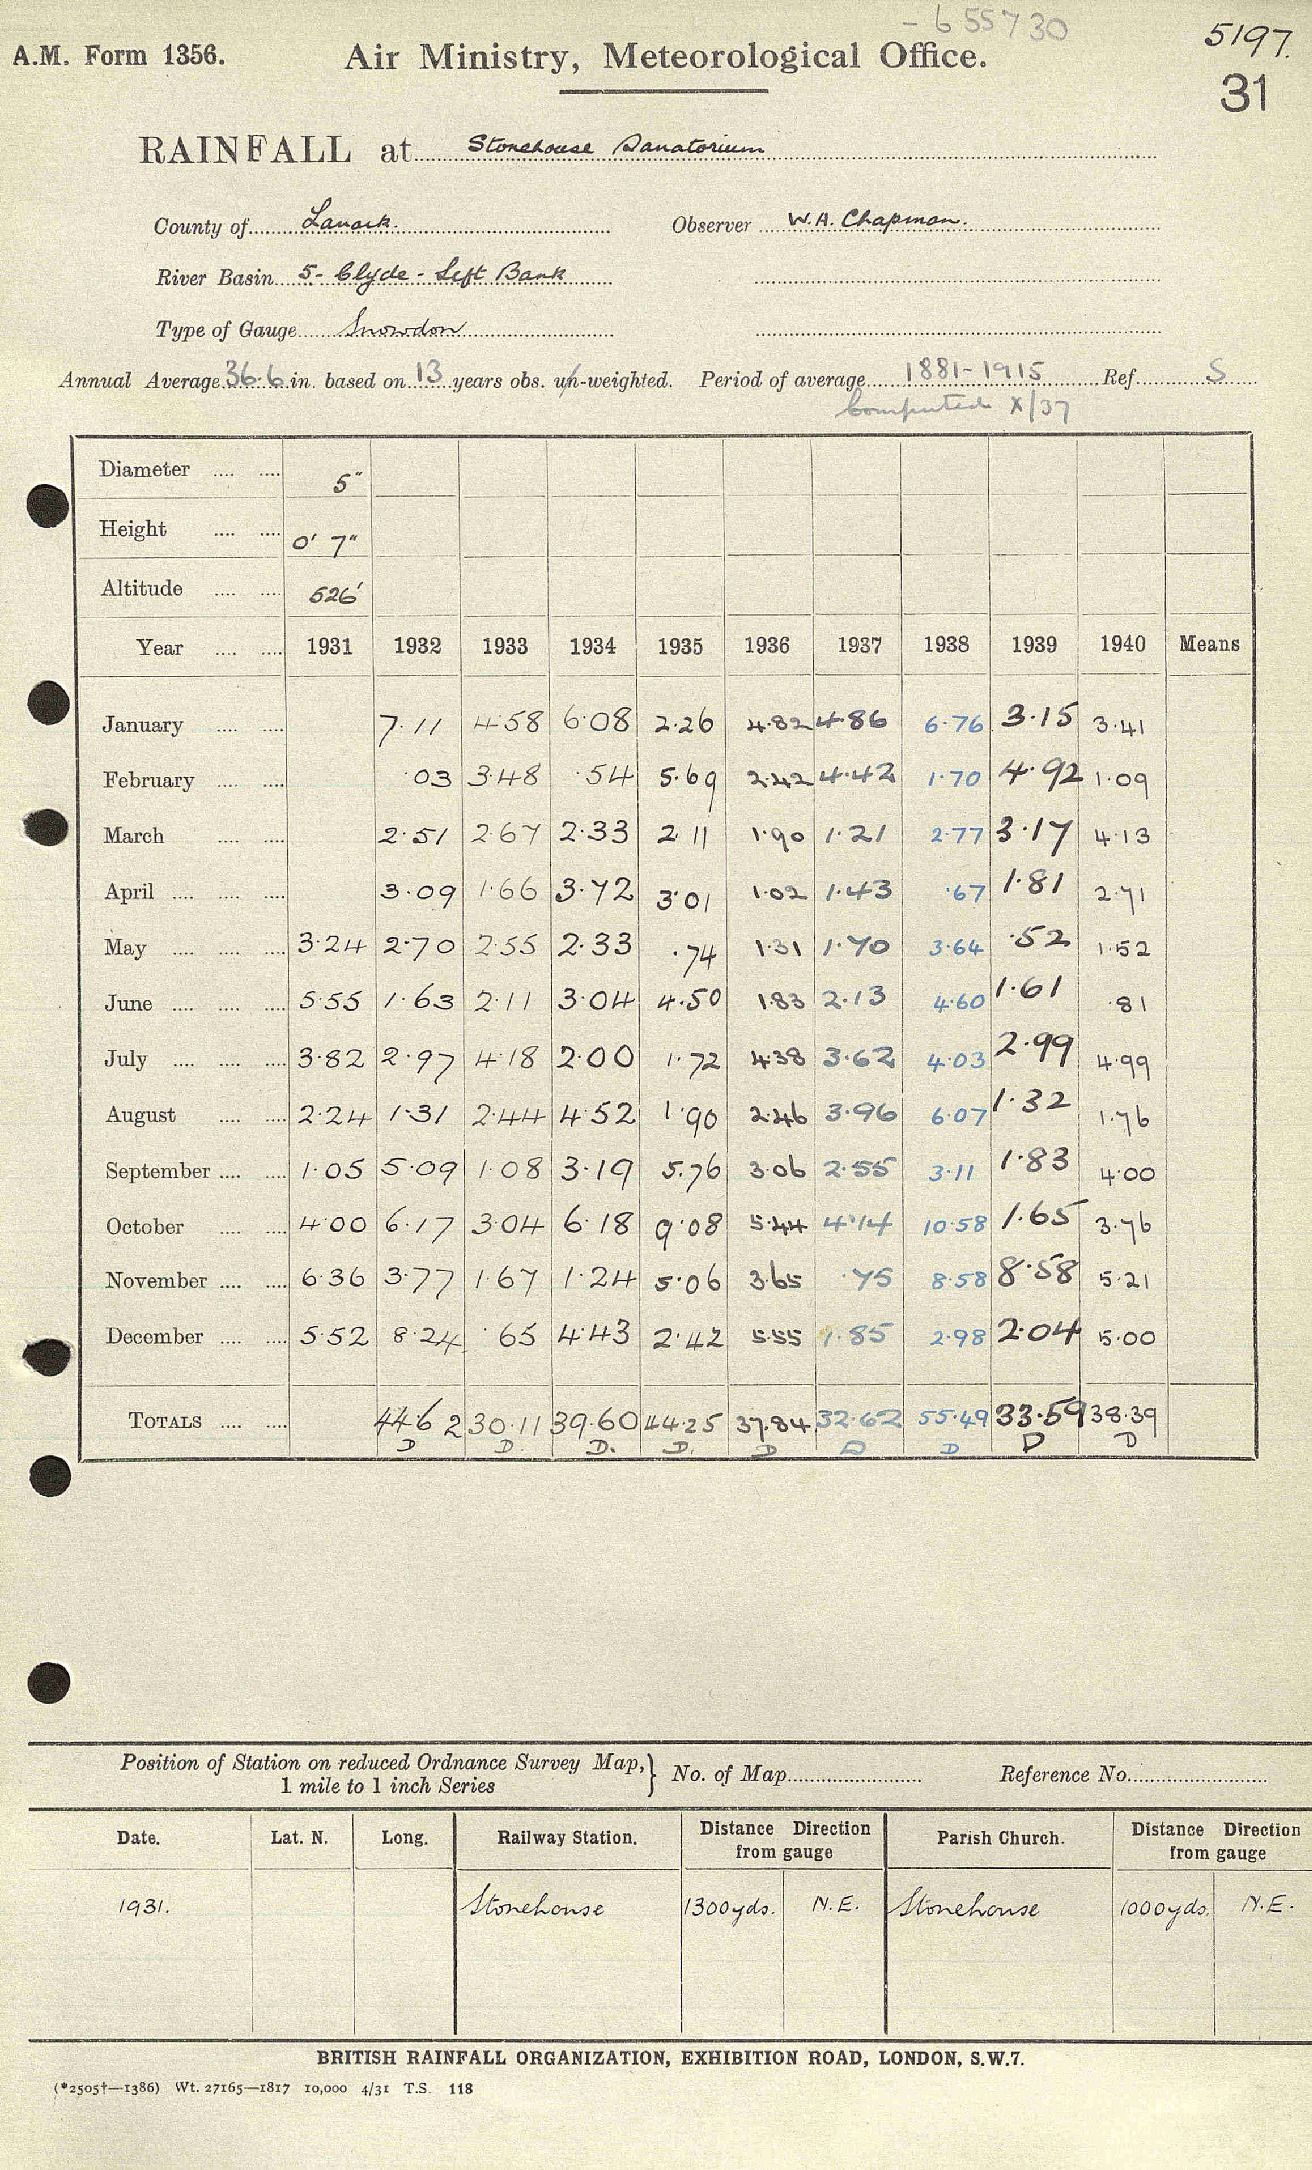 - 655730
5197.
A.M. Form 1356. Air Ministry, Meteorological Office.
31
RAINFALL at Stonehouse Sanatorium
County of Lanark. Observer W.A. Chapman.
River Basin 5- Clyde - Left Bank
Type of Gauge Snowdon
Annual Average 36.6 in. based on 13 years obs. un-weighted. Period of average 1881-1915 Ref. S
Computed X/37
Diameter .... .... 5"
Height .... .... 0' 7"
Altitude .... .... 526'
Year .... .... 1931 1932 1933 1934 1935 1936 1937 1938 1939 1940 Means
January .... .... 7.11 4.58 6.08 2.26 4.82 4.86 6.76 3.15 3.41
February .... .... .03 3.48 .54 5.69 2.42 4.42 1.70 4.92 1.09
March .... .... 2.51 2.67 2.33 2.11 1.90 1.21 2.77 3.17 4.13
April .... .... .... 3.09 1.66 3.72 3.01 1.02 1.43 .67 1.81 2.71
May .... .... .... 3.24 2.70 2.55 2.33 .74 1.31 1.70 3.64 .52 1.52
June .... .... .... 5.55 1.63 2.11 3.04 4.50 1.83 2.13 4.60 1.61 .81
July .... .... .... 3.82 2.97 4.18 2.00 1.72 4.38 3.62 4.03 2.99 4.99
August .... .... 2.24 1.31 2.44 4.52 1.90 2.46 3.96 6.07 1.32 1.76
September .... .... 1.05 5.09 1.08 3.19 5.76 3.06 2.55 3.11 1.83 4.00
October .... .... 4.00 6.17 3.04 6.18 9.08 5.44 4.14 10.58 1.65 3.76
November .... .... 6.36 3.77 1.67 1.24 5.06 3.65 .75 8.58 8.58 5.21
December .... .... 5.52 8.24 .65 4.43 2.42 5.55 1.85 2.98 2.04 5.00
TOTALS .... .... 44.62 30.11 39.60 44.25 37.84 32.62 55.49 33.59 38.39
D D. D. D. D D D D D
Position of Station on reduced Ordnance Survey Map,} No. of Map Reference No.
1 mile to 1 inch Series
Date. Lat. N. Long. Railway Station. Distance from gauge Direction Parish Church. Distance from gauge Direction
1931. Stonehouse 1300yds. N.E. Stonehouse 1000yds. N.E.
BRITISH RAINFALL ORGANIZATION, EXHIBITION ROAD, LONDON, S.W.7.
(*2505†—1386) Wt. 27165—1817 10,000 4/31 T.S. 118